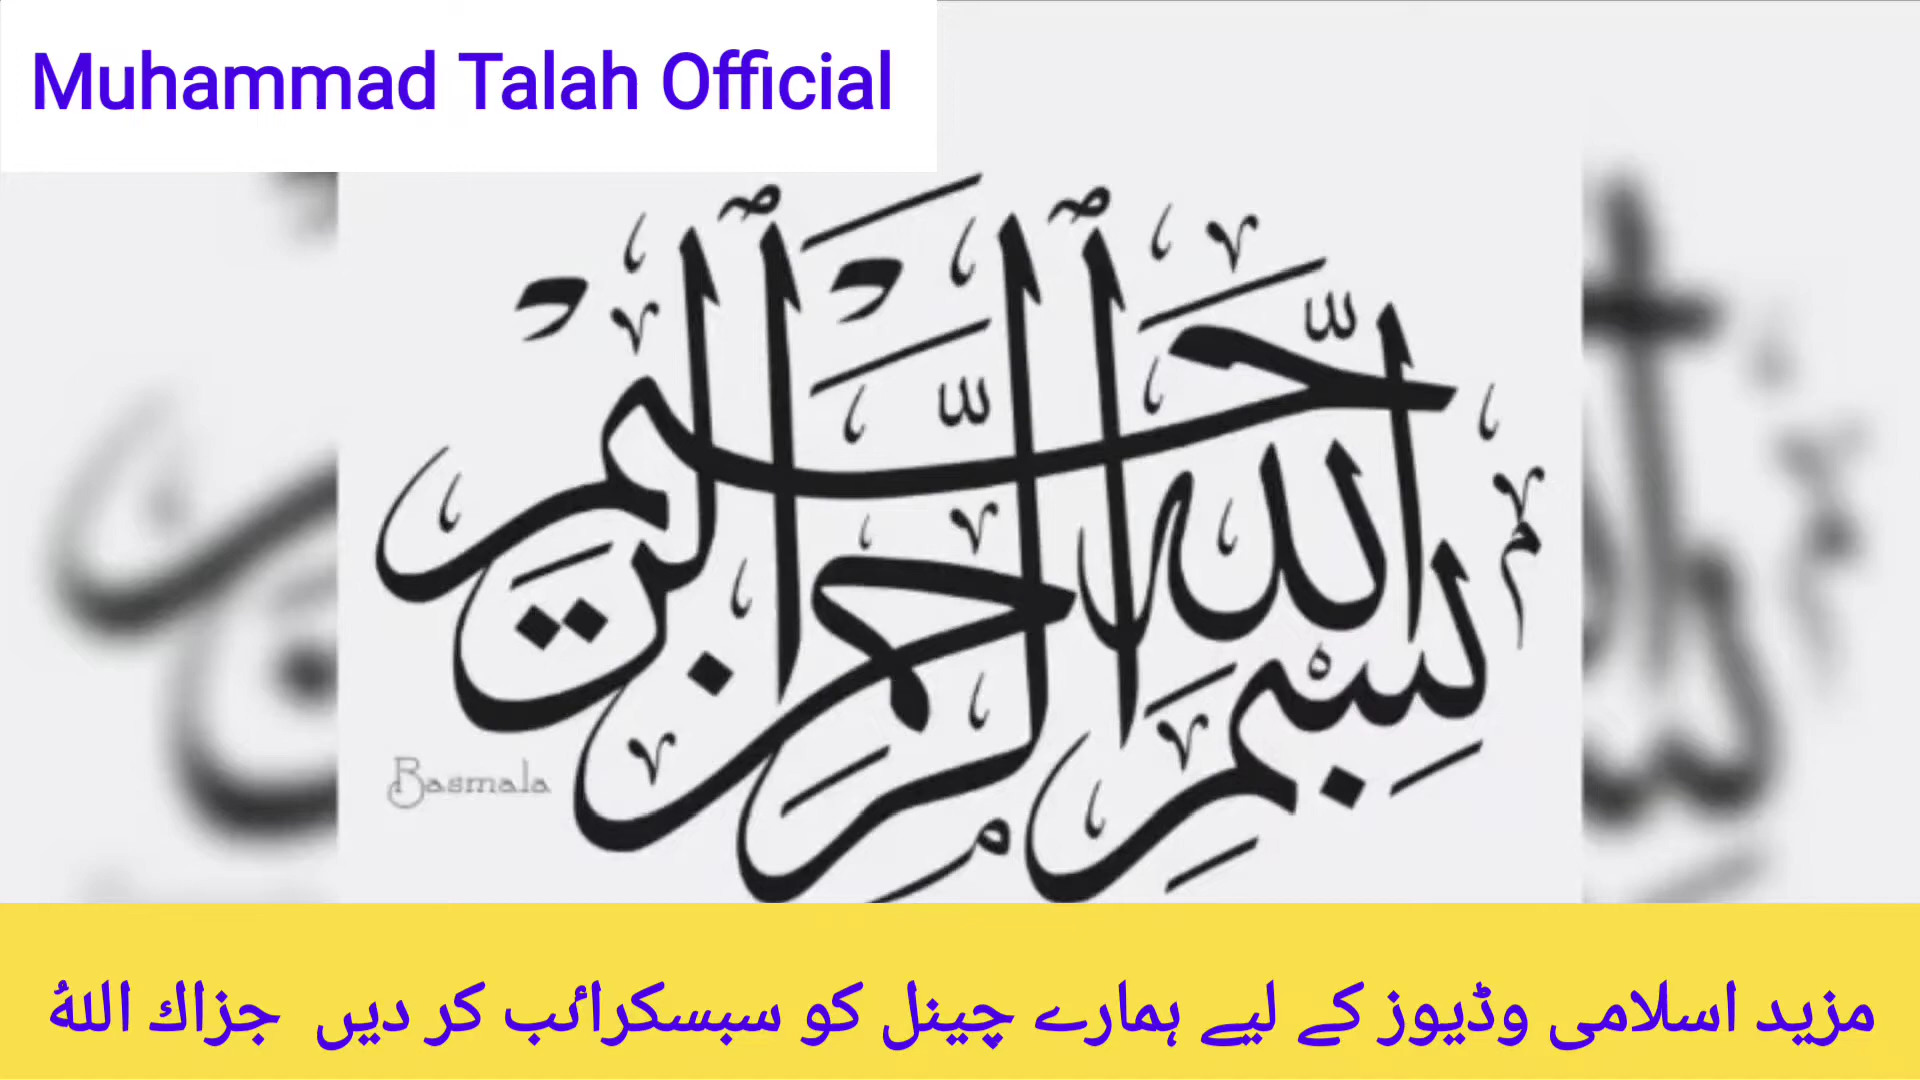 Muhammad Talah Official
بسم الله الرحمن الرحيم
Basmala
مزید اسلامی وڈیوز کے لیے ہمارے چینل کو سبسکرائب کر دیں جزاك اللهُ